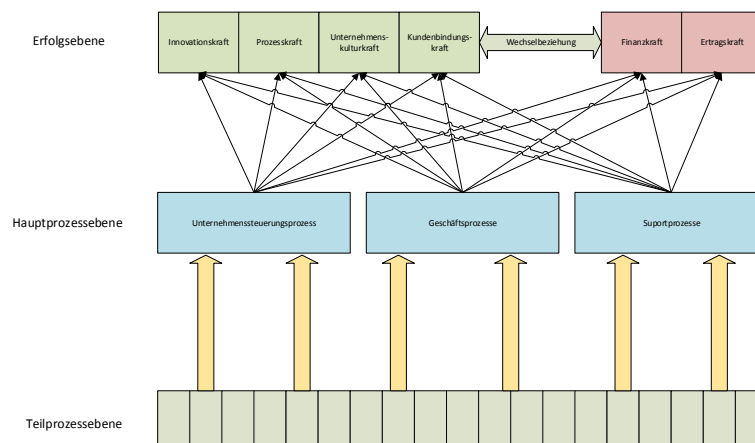 Erfolgsebene
Innovationskraft
Prozesskraft
Unternehmens-
kulturkraft
Kundenbindungs-
kraft
Wechselbeziehung
Finanzkraft
Ertragskraft
Hauptprozessebene
Unternehmenssteuerungsprozess
Geschäftsprozesse
Suportprozesse
Teilprozessebene